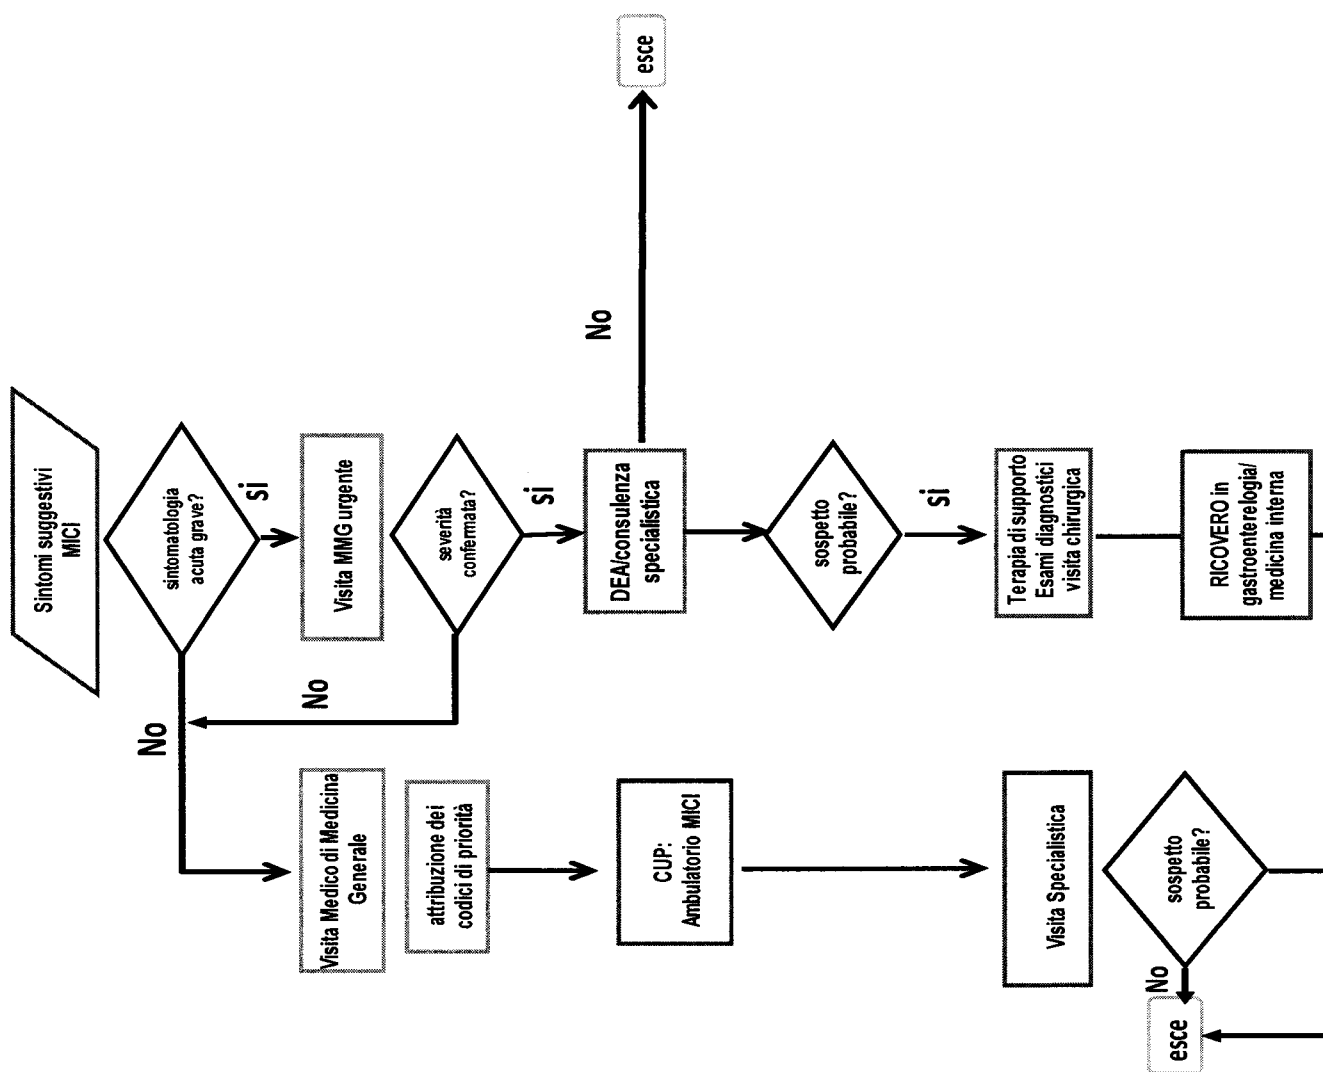 Sintomi suggestivi
MICI
sintomatologia
acuta grave?
si
No
Visita MMG urgente
severità
confermata?
si
No
DEA/consulenza
specialistica
No
esce
sospetto
probabile?
si
Terapia di supporto
Esami diagnostici
visita chirurgica
RICOVERO in
gastroenterelogia/
medicina interna
Visita Medico di Medicina
Generale
attribuzione dei
codici di priorità
CUP:
Ambulatorio MICI
Visita Specialistica
sospetto
probabile?
No
esce